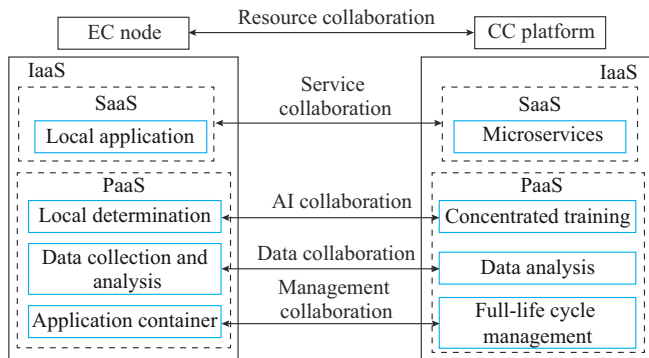 Resource collaboration
EC node
CC platform
IaaS
IaaS
Service
collaboration
SaaS
SaaS
Local application
Microservices
PaaS
PaaS
AI collaboration
Local determination
Concentrated training
Data collaboration
Data collection and
analysis
Data analysis
Management
collaboration
Application container
Full-life cycle
management